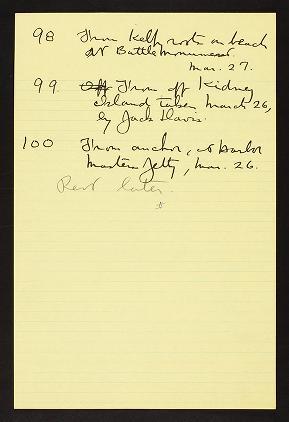 98 From Kelp roots on beach
at Battle monument.
Mar. 27.
99. Off From off Kidney
Island taken March 26,
by Jack Davis.
100 From anchor, at Harbor
Masters Jetty, Mar. 26.
Rest later.